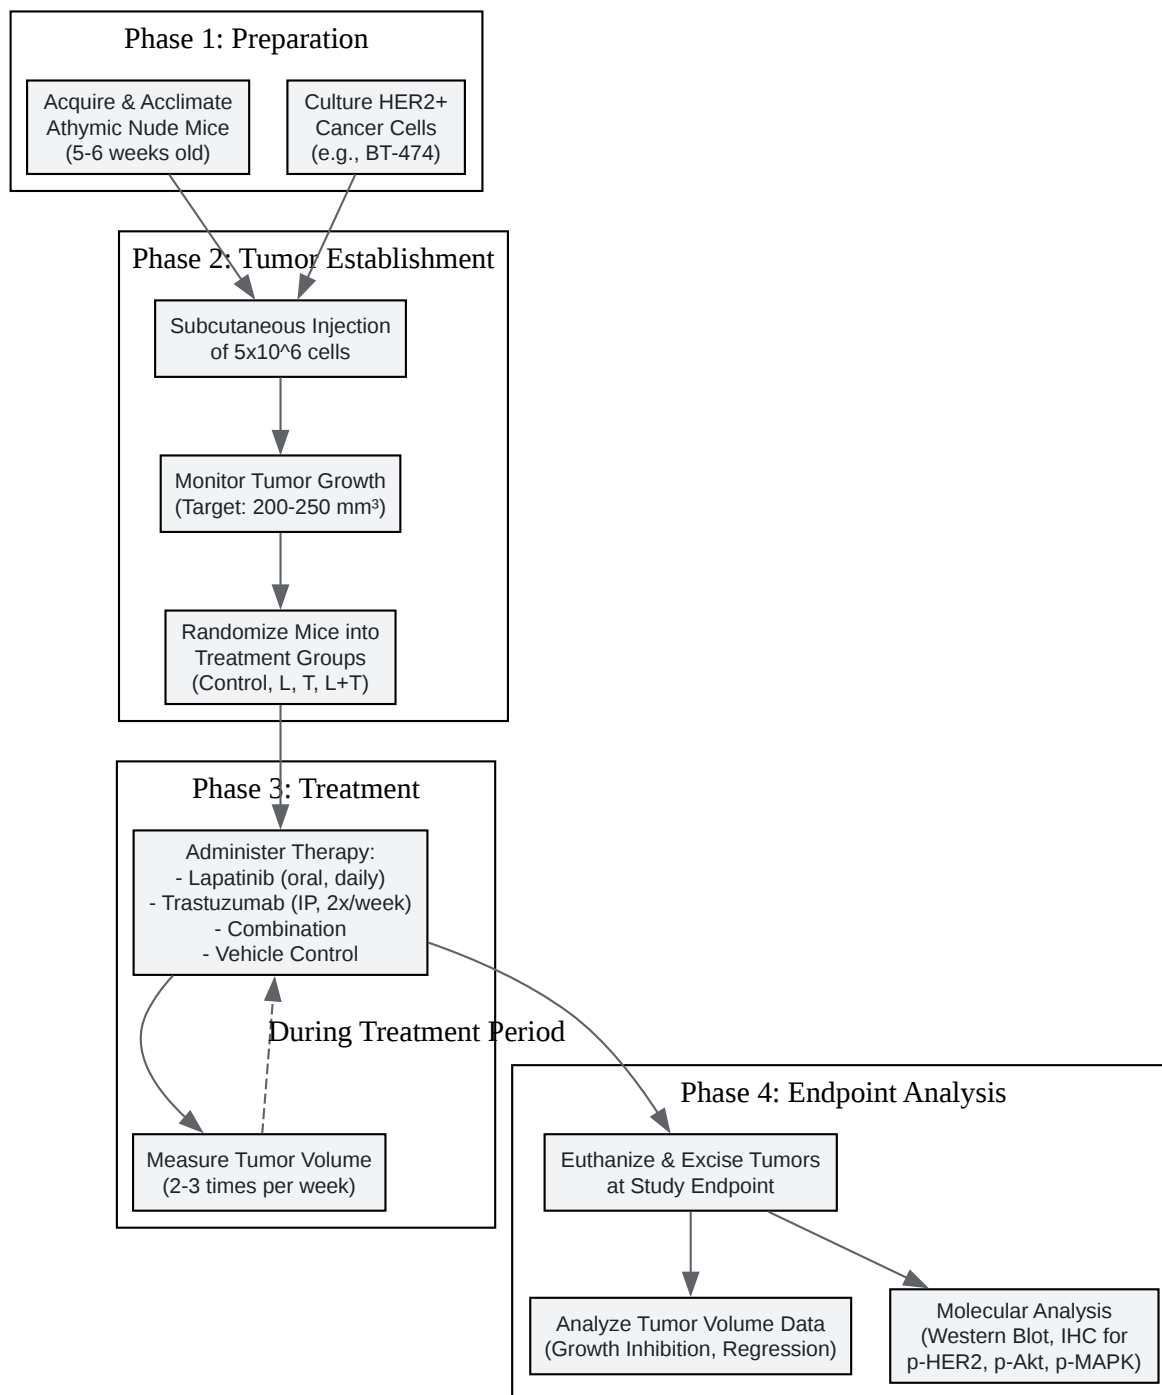 Phase 1: Preparation
Acquire & Acclimate
Athymic Nude Mice
(5-6 weeks old)
Culture HER2+
Cancer Cells
(e.g., BT-474)
Phase 2: Tumor Establishment
Subcutaneous Injection
of 5x10^6 cells
Monitor Tumor Growth
(Target: 200-250 mm³)
Randomize Mice into
Treatment Groups
(Control, L, T, L+T)
Phase 3: Treatment
Administer Therapy:
- Lapatinib (oral, daily)
- Trastuzumab (IP, 2x/week)
- Combination
- Vehicle Control
During Treatment Period
Measure Tumor Volume
(2-3 times per week)
Phase 4: Endpoint Analysis
Euthanize & Excise Tumors
at Study Endpoint
Analyze Tumor Volume Data
(Growth Inhibition, Regression)
Molecular Analysis
(Western Blot, IHC for
p-HER2, p-Akt, p-MAPK)